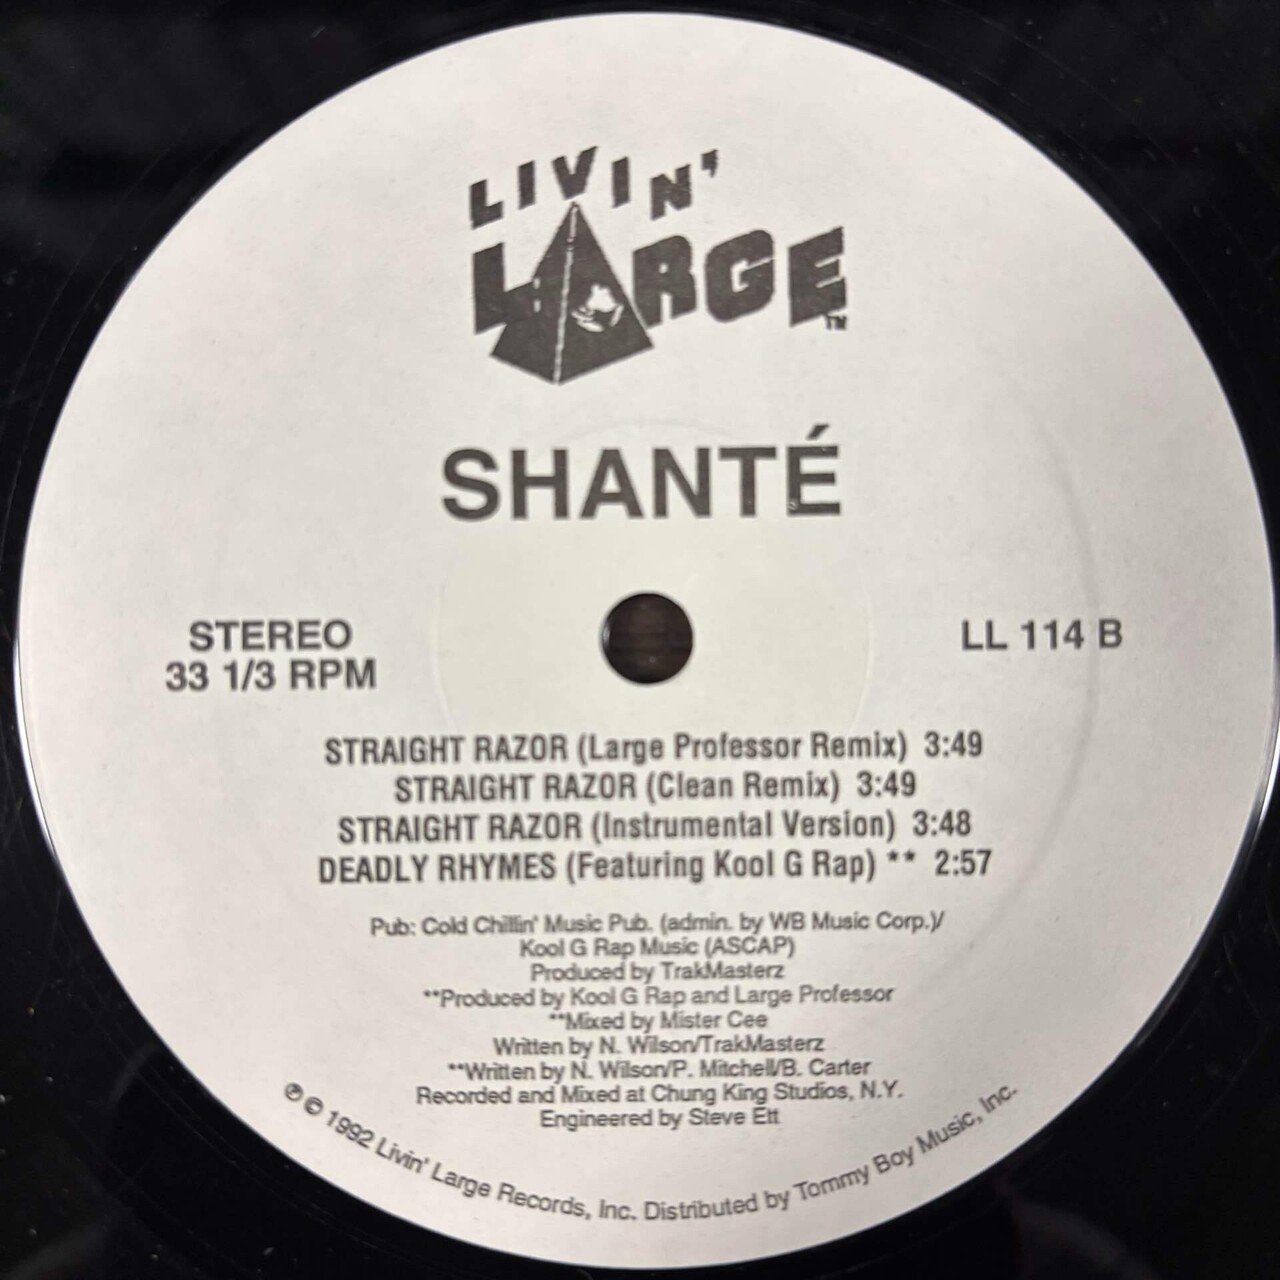 LIVIN'
LARGE™
SHANTÉ
STEREO
33 1/3 RPM
LL 114 B
STRAIGHT RAZOR (Large Professor Remix) 3:49
STRAIGHT RAZOR (Clean Remix) 3:49
STRAIGHT RAZOR (Instrumental Version) 3:48
DEADLY RHYMES (Featuring Kool G Rap) ** 2:57
Pub: Cold Chillin' Music Pub. (admin. by WB Music Corp.)/
Kool G Rap Music (ASCAP)
Produced by TrakMasterz
**Produced by Kool G Rap and Large Professor
**Mixed by Mister Cee
Written by N. Wilson/TrakMasterz
**Written by N. Wilson/P. Mitchell/B. Carter
Recorded and Mixed at Chung King Studios, N.Y.
Engineered by Steve Ett
℗ © 1992 Livin' Large Records, Inc. Distributed by Tommy Boy Music, Inc.